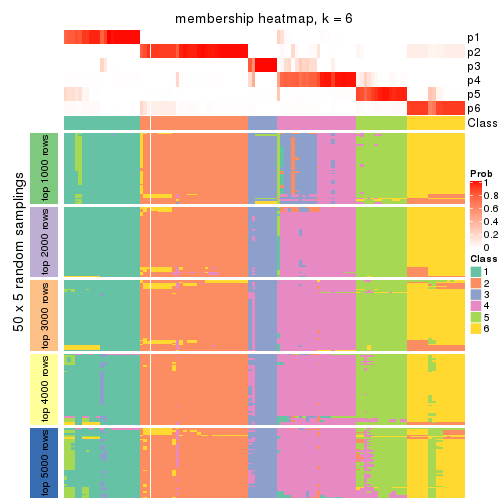 membership heatmap, k = 6
p1
p2
p3
p4
p5
p6
Class
50 x 5 random samplings
top 1000 rows
top 2000 rows
top 3000 rows
top 4000 rows
top 5000 rows
Prob
1
0.8
0.6
0.4
0.2
0
Class
1
2
3
4
5
6